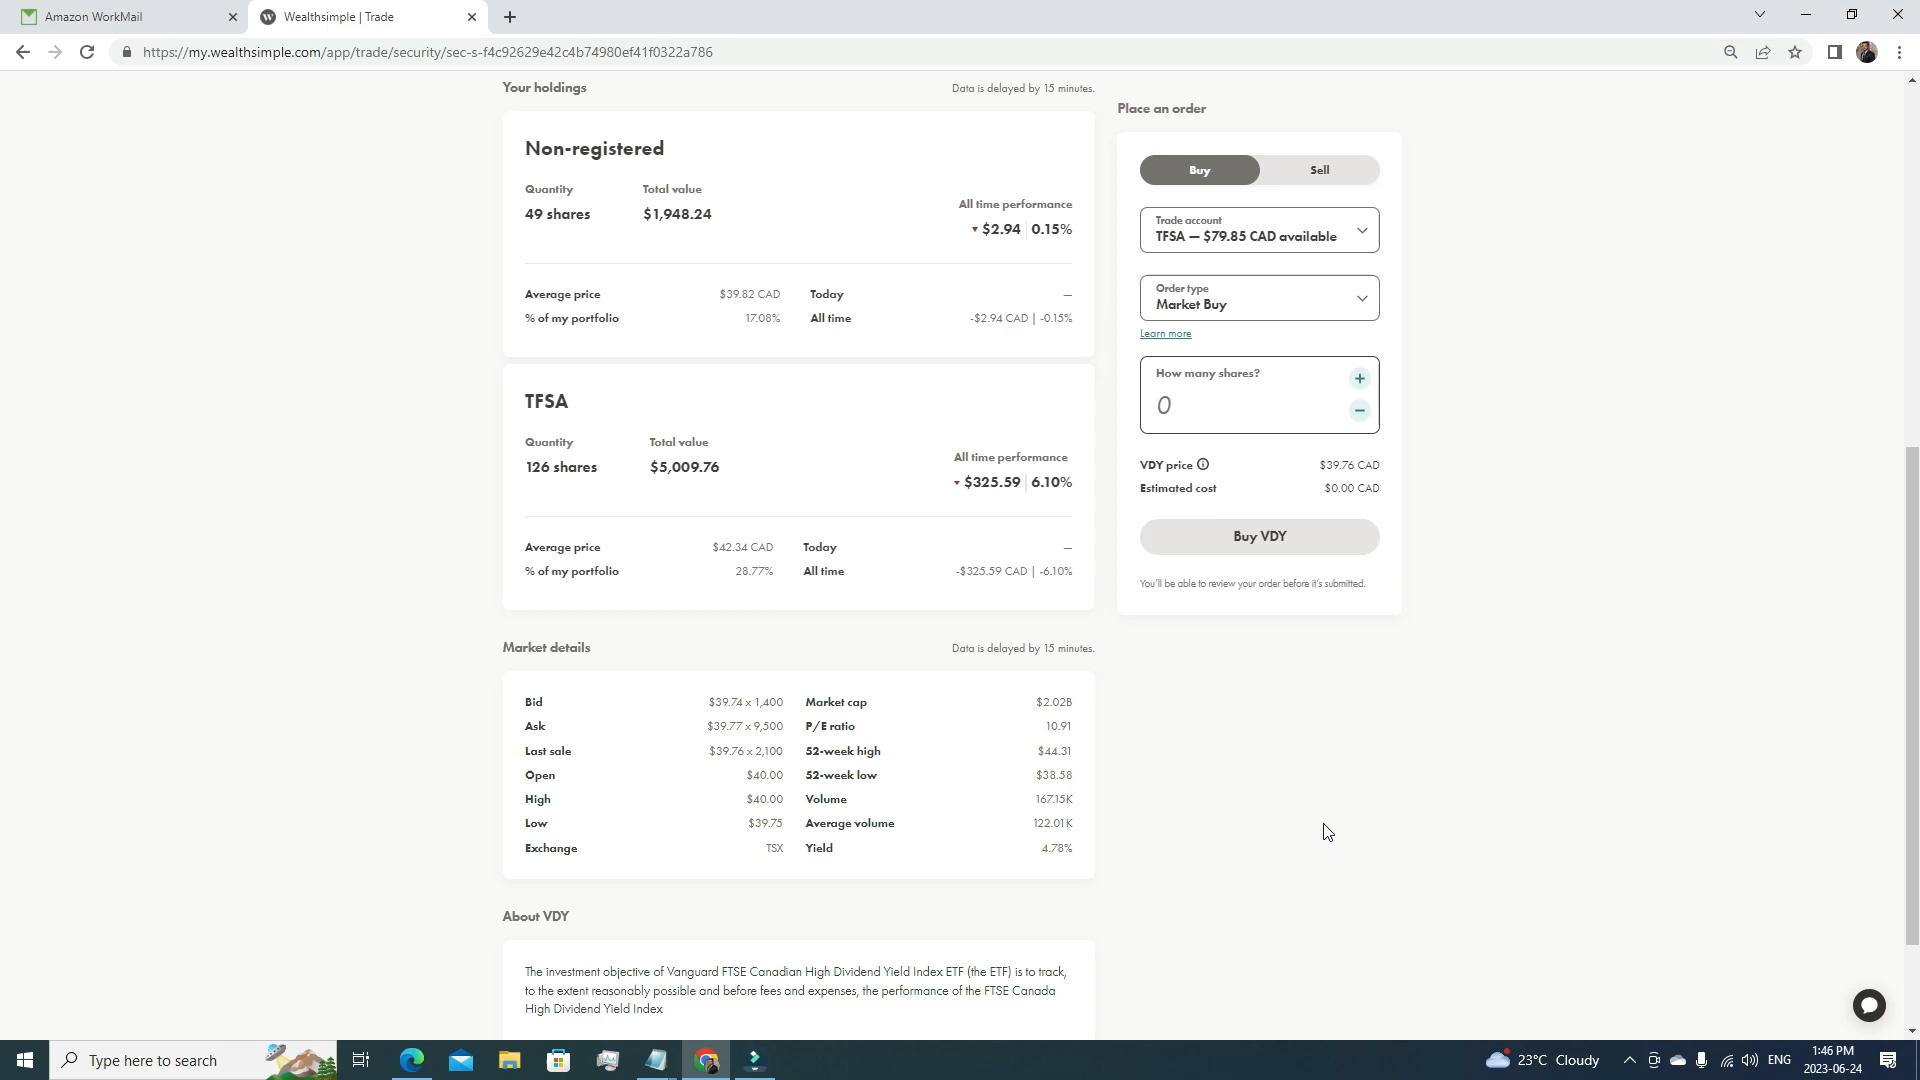 Amazon WorkMail
Wealthsimple | Trade
https://my.wealthsimple.com/app/trade/security/sec-s-f4c92629e42c4b74980ef41f0322a786
Your holdings
Data is delayed by 15 minutes.
Non-registered
Quantity
Total value
49 shares
$1,948.24
All time performance
$2.94 0.15%
Average price $39.82 CAD Today —
% of my portfolio 17.08% All time -$2.94 CAD | -0.15%
TFSA
Quantity
Total value
126 shares
$5,009.76
All time performance
$325.59 6.10%
Average price $42.34 CAD Today —
% of my portfolio 28.77% All time -$325.59 CAD | -6.10%
Market details
Data is delayed by 15 minutes.
Bid $39.74 x 1,400 Market cap $2.02B
Ask $39.77 x 9,500 P/E ratio 10.91
Last sale $39.76 x 2,100 52-week high $44.31
Open $40.00 52-week low $38.58
High $40.00 Volume 167.15K
Low $39.75 Average volume 122.01K
Exchange TSX Yield 4.78%
About VDY
The investment objective of Vanguard FTSE Canadian High Dividend Yield Index ETF (the ETF) is to track,
to the extent reasonably possible and before fees and expenses, the performance of the FTSE Canada
High Dividend Yield Index
Place an order
Buy Sell
Trade account
TFSA — $79.85 CAD available
Order type
Market Buy
Learn more
How many shares?
0
VDY price $39.76 CAD
Estimated cost $0.00 CAD
Buy VDY
You'll be able to review your order before it's submitted.
Type here to search
23°C Cloudy
ENG
1:46 PM
2023-06-24